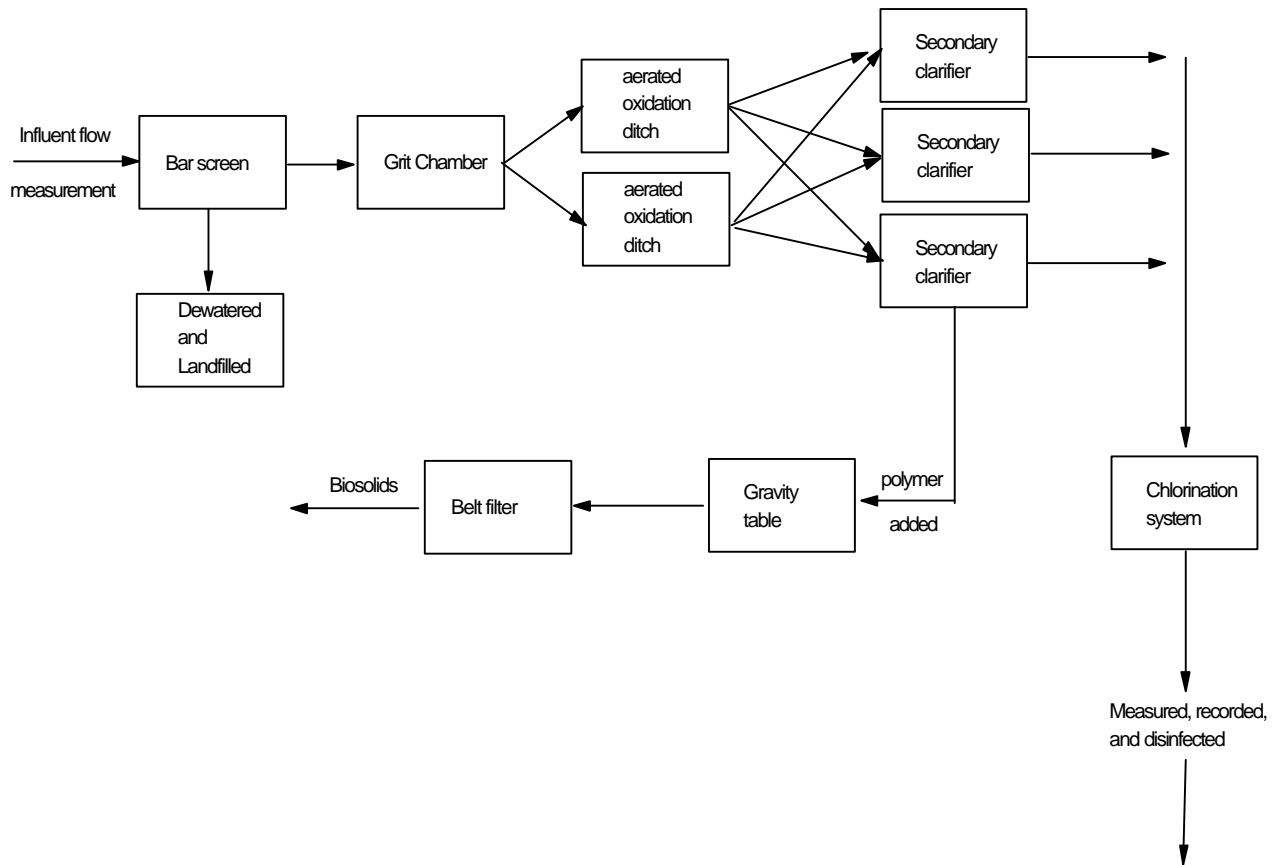 Influent flow
measurement
Bar screen
Dewatered
and
Landfilled
Grit Chamber
aerated
oxidation
ditch
aerated
oxidation
ditch
Secondary
clarifier
Secondary
clarifier
Secondary
clarifier
polymer
added
Gravity
table
Belt filter
Biosolids
Chlorination
system
Measured, recorded,
and disinfected